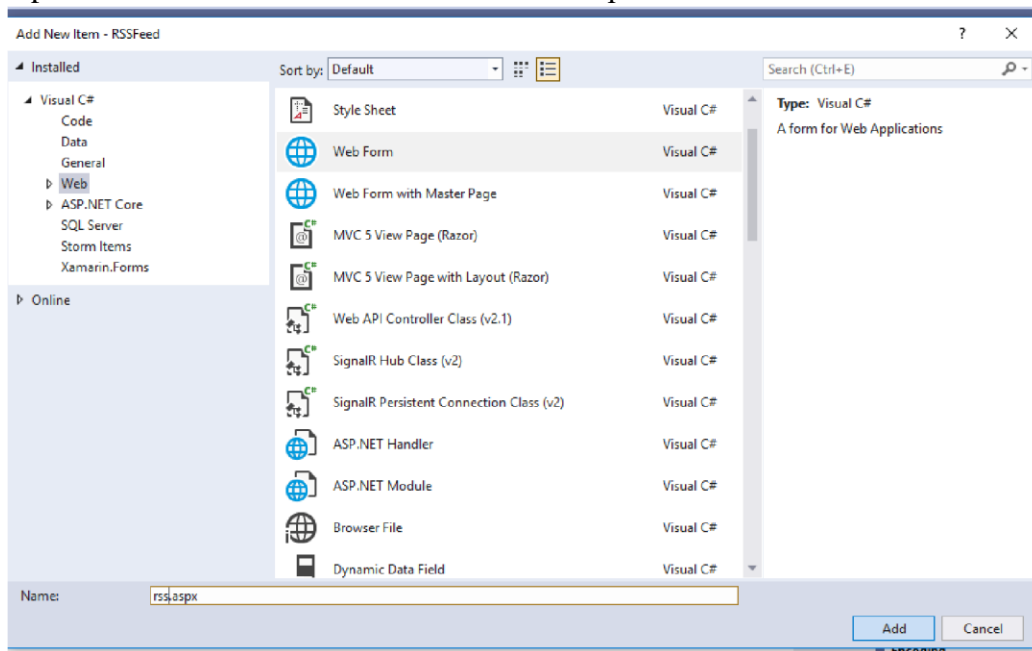 Add New Item - RSSFeed
? ×
Installed
Sort by: Default
Search (Ctrl+E)
Visual C#
Code
Data
General
Web
ASP.NET Core
SQL Server
Storm Items
Xamarin.Forms
Online
Style Sheet Visual C#
Web Form Visual C#
Web Form with Master Page Visual C#
MVC 5 View Page (Razor) Visual C#
MVC 5 View Page with Layout (Razor) Visual C#
Web API Controller Class (v2.1) Visual C#
SignalR Hub Class (v2) Visual C#
SignalR Persistent Connection Class (v2) Visual C#
ASP.NET Handler Visual C#
ASP.NET Module Visual C#
Browser File Visual C#
Dynamic Data Field Visual C#
Type: Visual C#
A form for Web Applications
Name: rss.aspx
Add Cancel